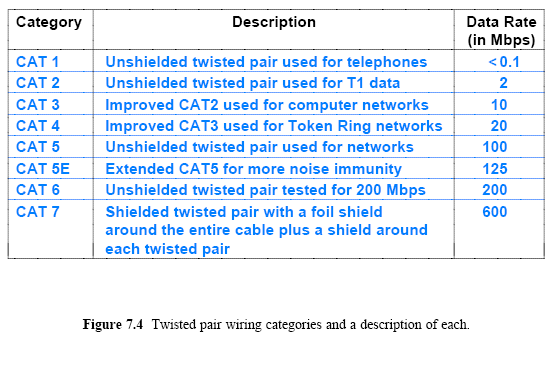 Category Description Data Rate
(in Mbps)
CAT 1 Unshielded twisted pair used for telephones < 0.1
CAT 2 Unshielded twisted pair used for T1 data 2
CAT 3 Improved CAT2 used for computer networks 10
CAT 4 Improved CAT3 used for Token Ring networks 20
CAT 5 Unshielded twisted pair used for networks 100
CAT 5E Extended CAT5 for more noise immunity 125
CAT 6 Unshielded twisted pair tested for 200 Mbps 200
CAT 7 Shielded twisted pair with a foil shield 600
around the entire cable plus a shield around
each twisted pair
Figure 7.4 Twisted pair wiring categories and a description of each.